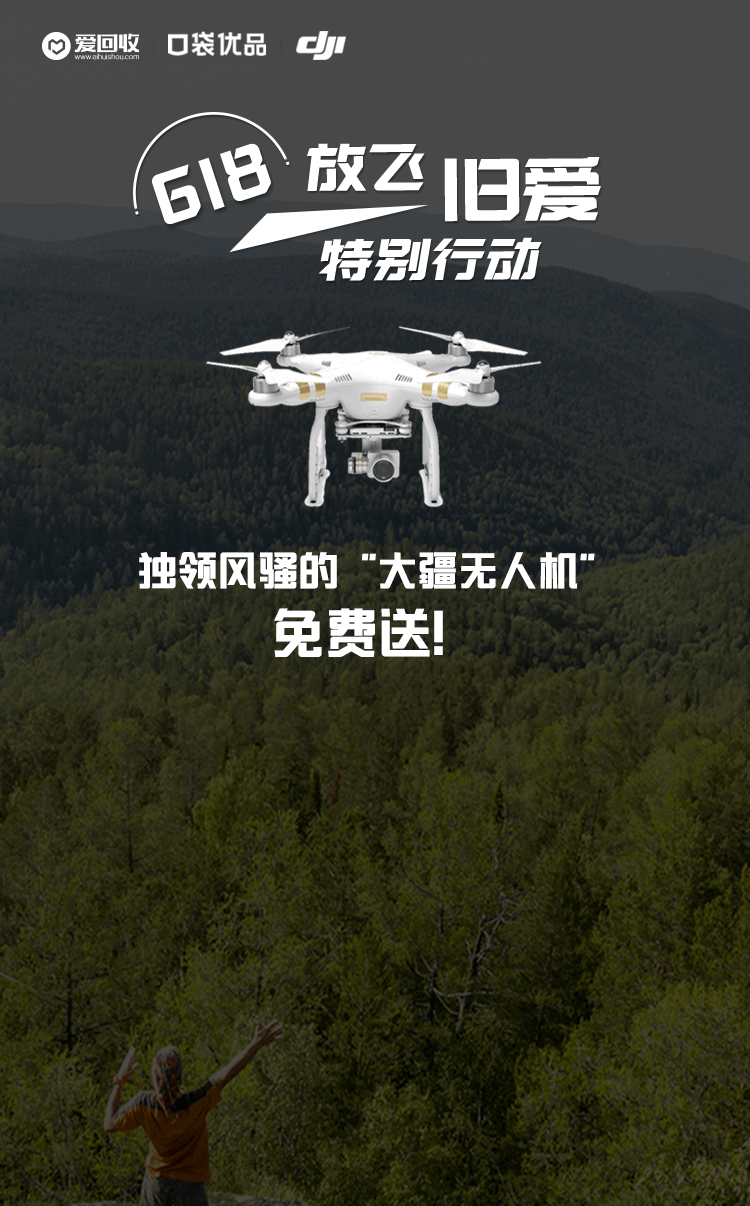 爱回收 口袋优品 dji
www.aihuishou.com
618 放飞 旧爱
特别行动
独领风骚的 "大疆无人机"
免费送!